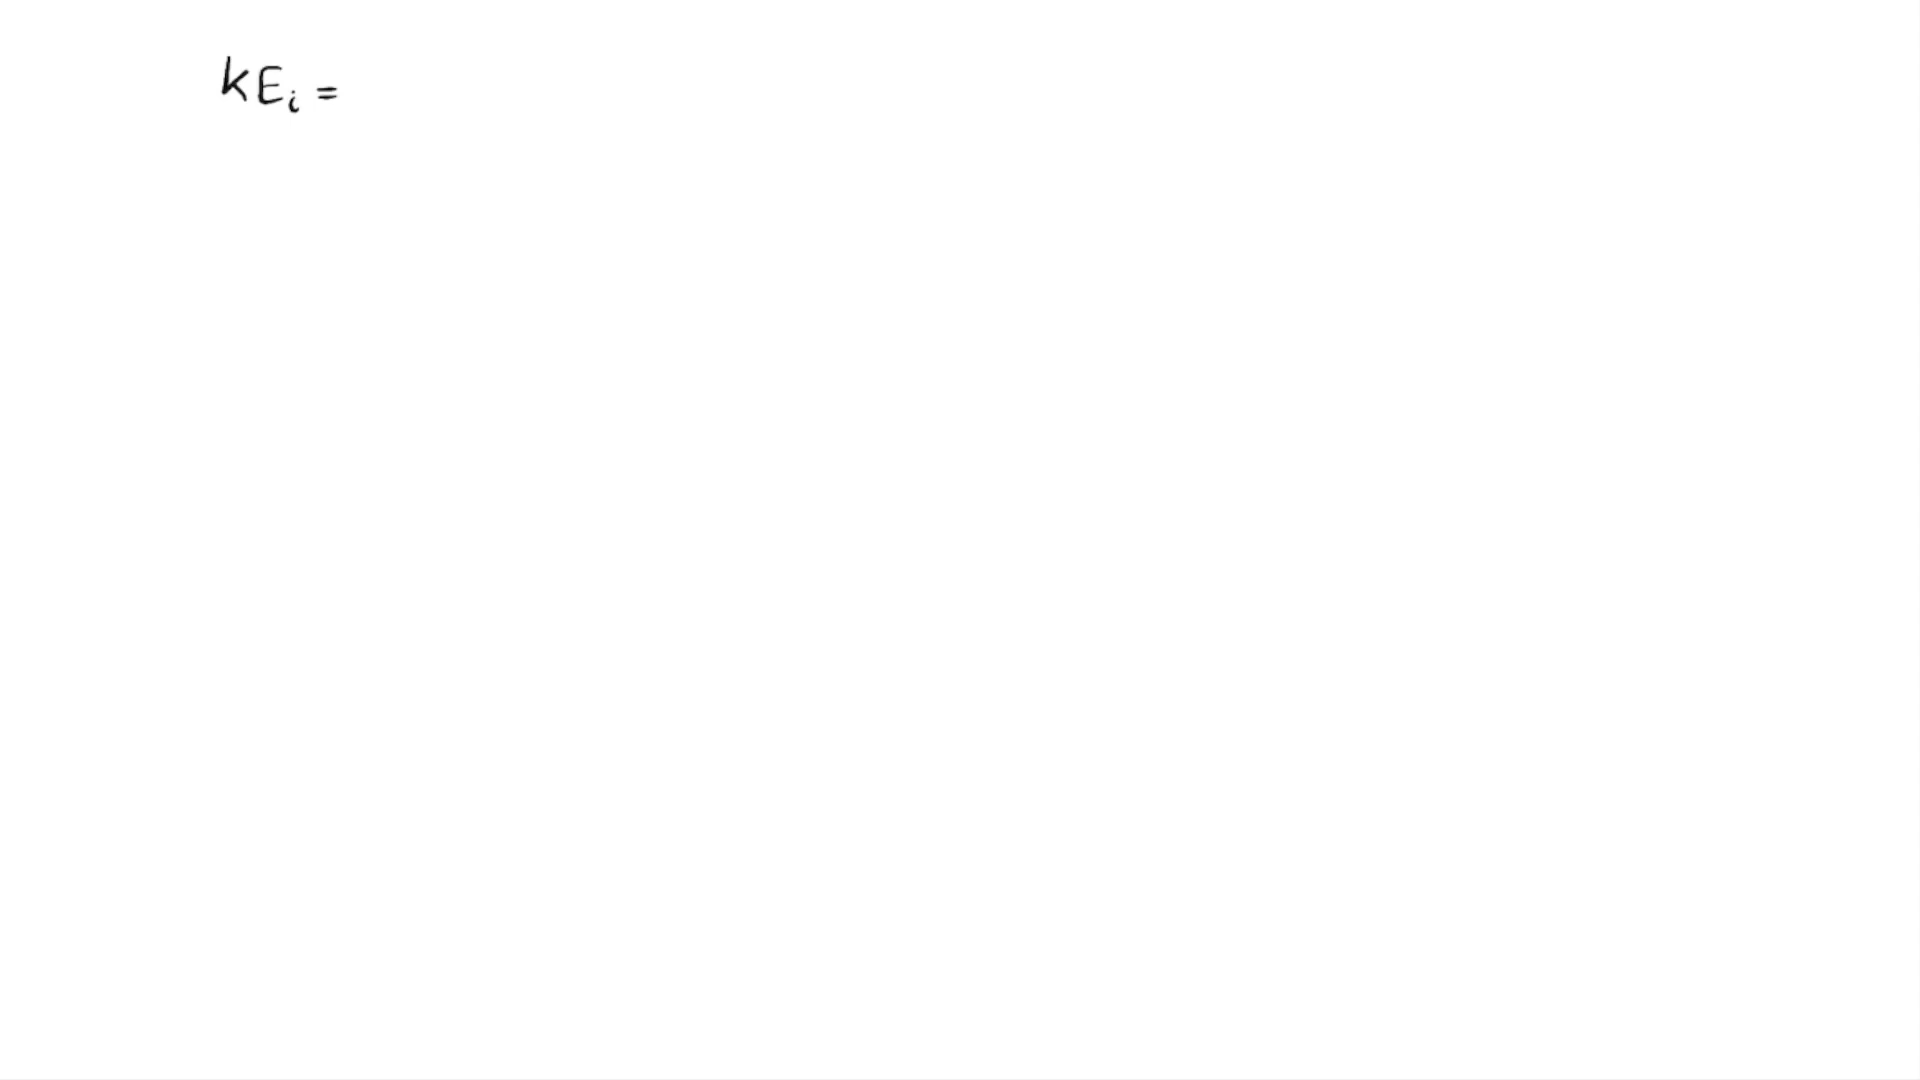 KEᵢ =